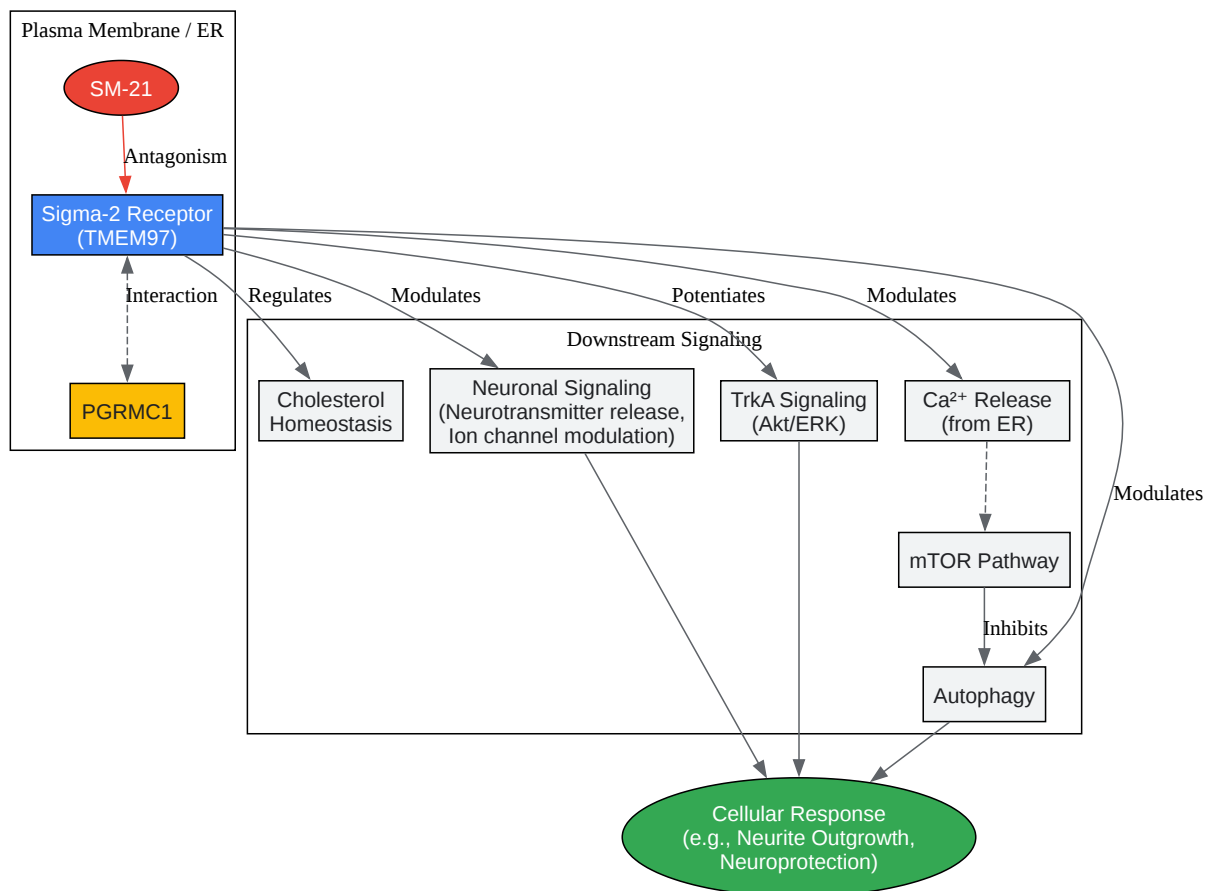 Plasma Membrane / ER
SM-21
Antagonism
Sigma-2 Receptor
(TMEM97)
Interaction
Regulates
Modulates
Potentiates
Modulates
Downstream Signaling
PGRMC1
Cholesterol
Homeostasis
Neuronal Signaling
(Neurotransmitter release,
Ion channel modulation)
TrkA Signaling
(Akt/ERK)
Ca²⁺ Release
(from ER)
Modulates
mTOR Pathway
Inhibits
Autophagy
Cellular Response
(e.g., Neurite Outgrowth,
Neuroprotection)